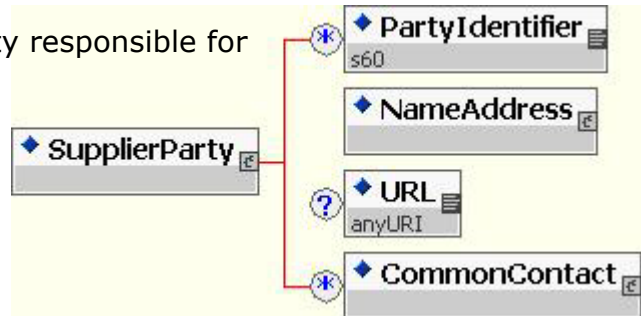 y responsible for
PartyIdentifier
s60
NameAddress
SupplierParty
URL
?
anyURI
CommonContact